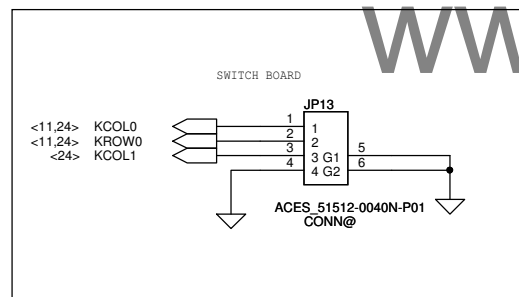 WW
SWITCH BOARD
JP13
<11,24> KCOL0 1 1
<11,24> KROW0 2 2
<24> KCOL1 3 3 G1 5
4 4 G2 6
ACES_51512-0040N-P01
CONN@